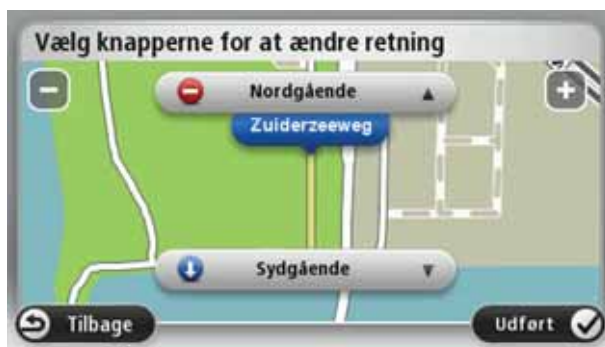 Vælg knapperne for at ændre retning
Nordgående
Zuiderzeeweg
Sydgående
Tilbage
Udført